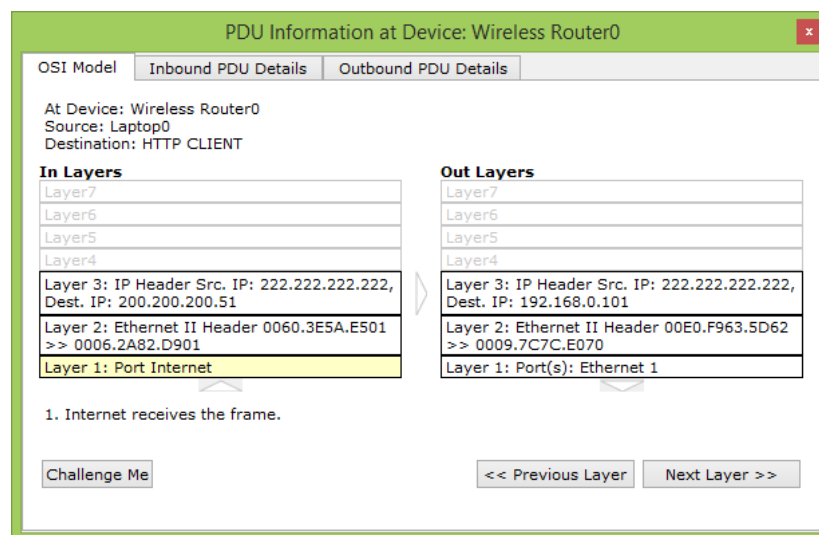 PDU Information at Device: Wireless Router0
x
OSI Model
Inbound PDU Details
Outbound PDU Details
At Device: Wireless Router0
Source: Laptop0
Destination: HTTP CLIENT
In Layers
Layer7
Layer6
Layer5
Layer4
Layer 3: IP Header Src. IP: 222.222.222.222,
Dest. IP: 200.200.200.51
Layer 2: Ethernet II Header 0060.3E5A.E501
>> 0006.2A82.D901
Layer 1: Port Internet
Out Layers
Layer7
Layer6
Layer5
Layer4
Layer 3: IP Header Src. IP: 222.222.222.222,
Dest. IP: 192.168.0.101
Layer 2: Ethernet II Header 00E0.F963.5D62
>> 0009.7C7C.E070
Layer 1: Port(s): Ethernet 1
1. Internet receives the frame.
Challenge Me
<< Previous Layer
Next Layer >>